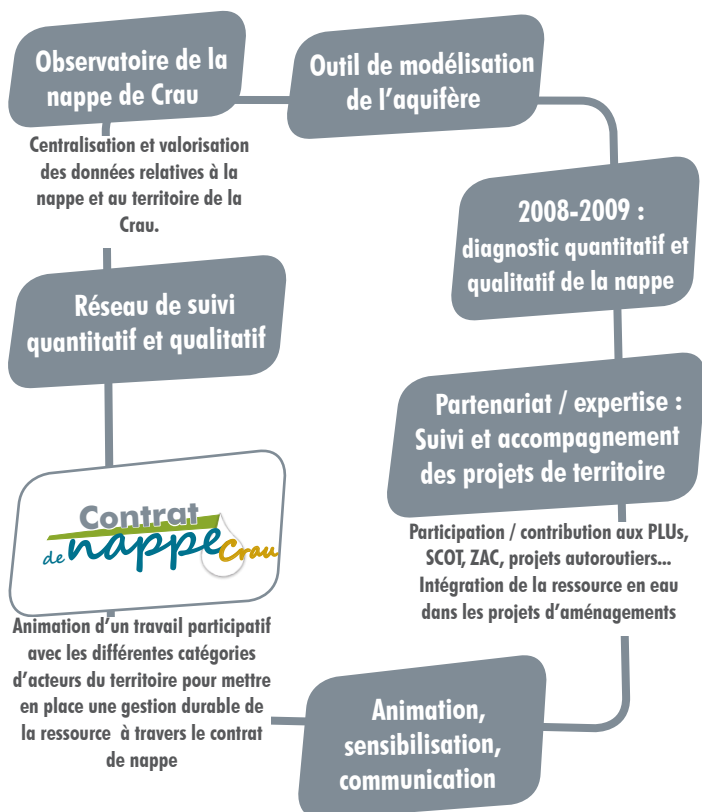 Observatoire de la
nappe de Crau
Centralisation et valorisation
des données relatives à la
nappe et au territoire de la
Crau.
Outil de modélisation
de l'aquifère
2008-2009 :
diagnostic quantitatif et
qualitatif de la nappe
Réseau de suivi
quantitatif et qualitatif
Partenariat / expertise :
Suivi et accompagnement
des projets de territoire
Participation / contribution aux PLUs,
SCOT, ZAC, projets autoroutiers...
Intégration de la ressource en eau
dans les projets d'aménagements
Contrat
de nappe Crau
Animation d'un travail participatif
avec les différentes catégories
d'acteurs du territoire pour mettre
en place une gestion durable de
la ressource à travers le contrat
de nappe
Animation,
sensibilisation,
communication